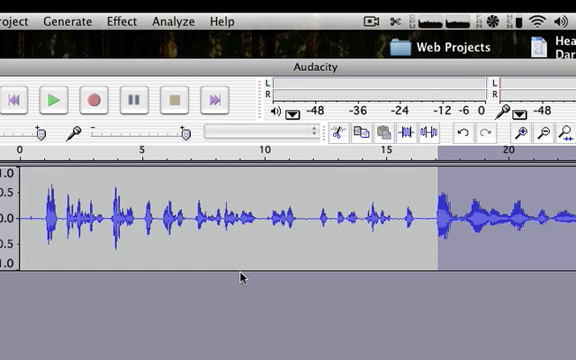 roject Generate Effect Analyze Help
Web Projects
Hea
Dar
Audacity
L
R
-48 -36 -24 -12 -6 0
L
R
-48
0 5 10 15 20
1.0
0.5
0.0
0.5
1.0